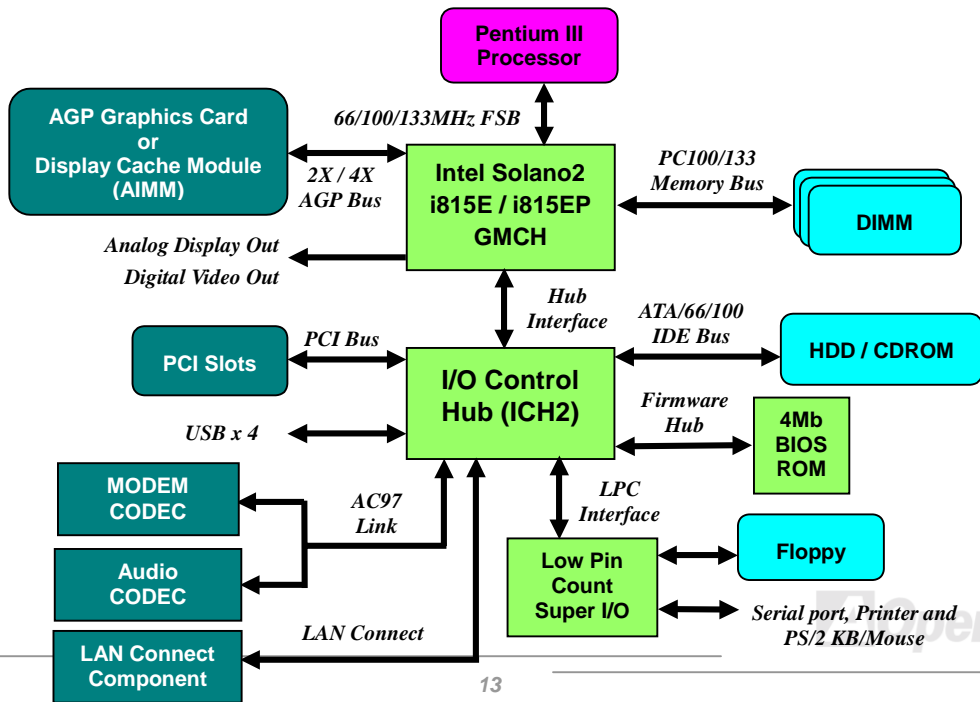 Pentium III
Processor
AGP Graphics Card
or
Display Cache Module
(AIMM)
66/100/133MHz FSB
2X / 4X
AGP Bus
Intel Solano2
i815E / i815EP
GMCH
PC100/133
Memory Bus
DIMM
Analog Display Out
Digital Video Out
Hub
Interface
ATA/66/100
IDE Bus
HDD / CDROM
PCI Slots
PCI Bus
I/O Control
Hub (ICH2)
Firmware
Hub
4Mb
BIOS
ROM
USB x 4
MODEM
CODEC
AC97
Link
LPC
Interface
Audio
CODEC
Low Pin
Count
Super I/O
Floppy
Serial port, Printer and
PS/2 KB/Mouse
LAN Connect
LAN Connect
Component
13